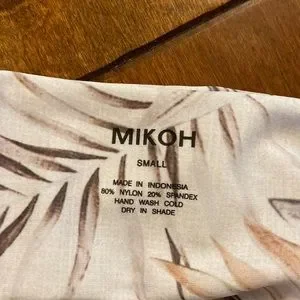 MIKOH
SMALL
MADE IN INDONESIA
80% NYLON 20% SPANDEX
HAND WASH COLD
DRY IN SHADE